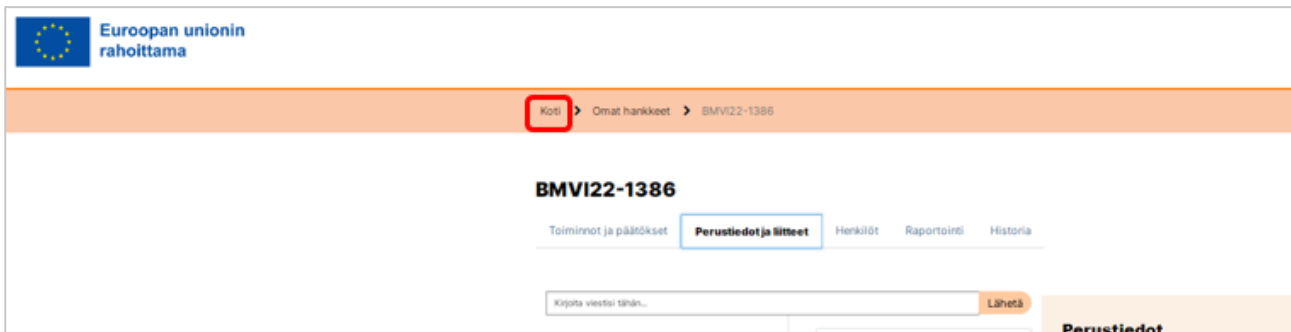 Euroopan unionin
rahoittama
Koti > Omat hankkeet > BMVI22-1386
BMVI22-1386
Toiminnot ja päätökset Perustiedot ja liitteet Henkilöt Raportointi Historia
Kirjoita viestisi tähän... Lähetä
Perustiedot